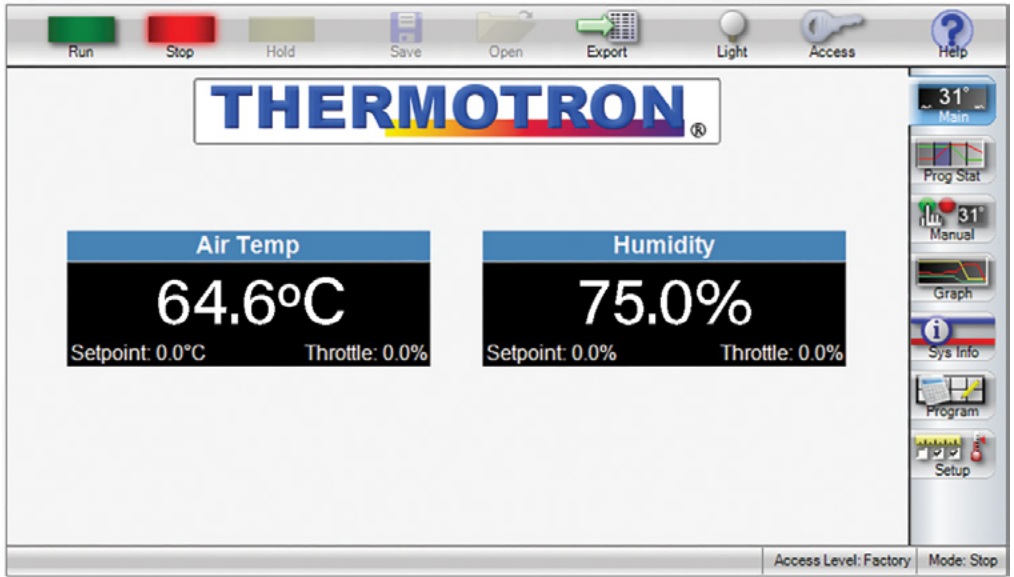 Run Stop Hold Save Open Export Light Access Help
THERMOTRON®
31°
Main
Prog Stat
31°
Manual
Graph
Sys Info
Program
Setup
Air Temp
64.6ºC
Setpoint: 0.0°C Throttle: 0.0%
Humidity
75.0%
Setpoint: 0.0% Throttle: 0.0%
Access Level: Factory Mode: Stop